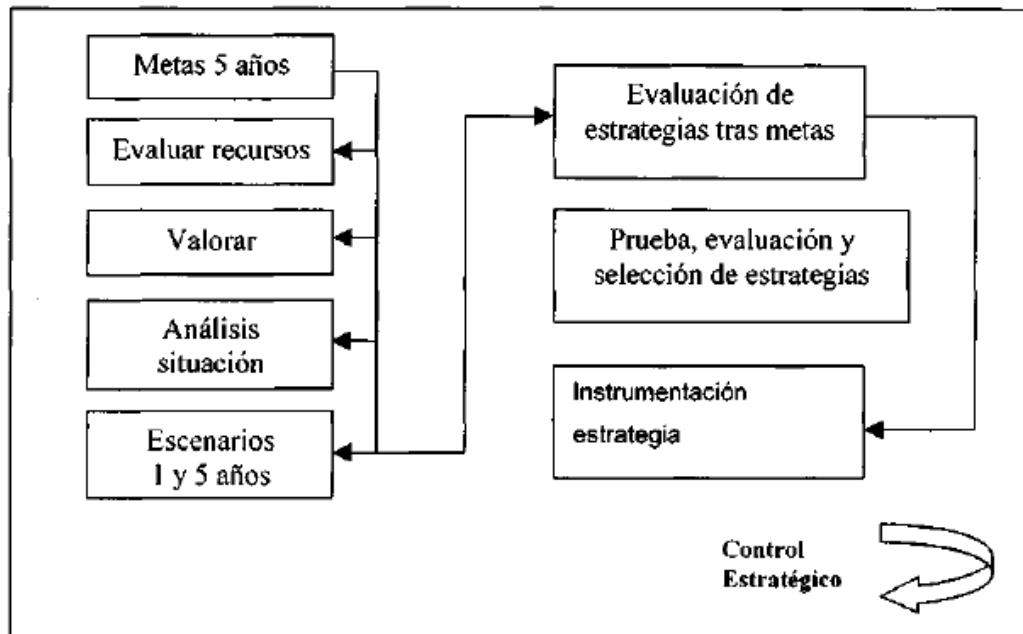 Metas 5 años
Evaluar recursos
Valorar
Análisis
situación
Escenarios
1 y 5 años
Evaluación de
estrategias tras metas
Prueba, evaluación y
selección de estrategias
Instrumentación
estrategia
Control
Estratégico